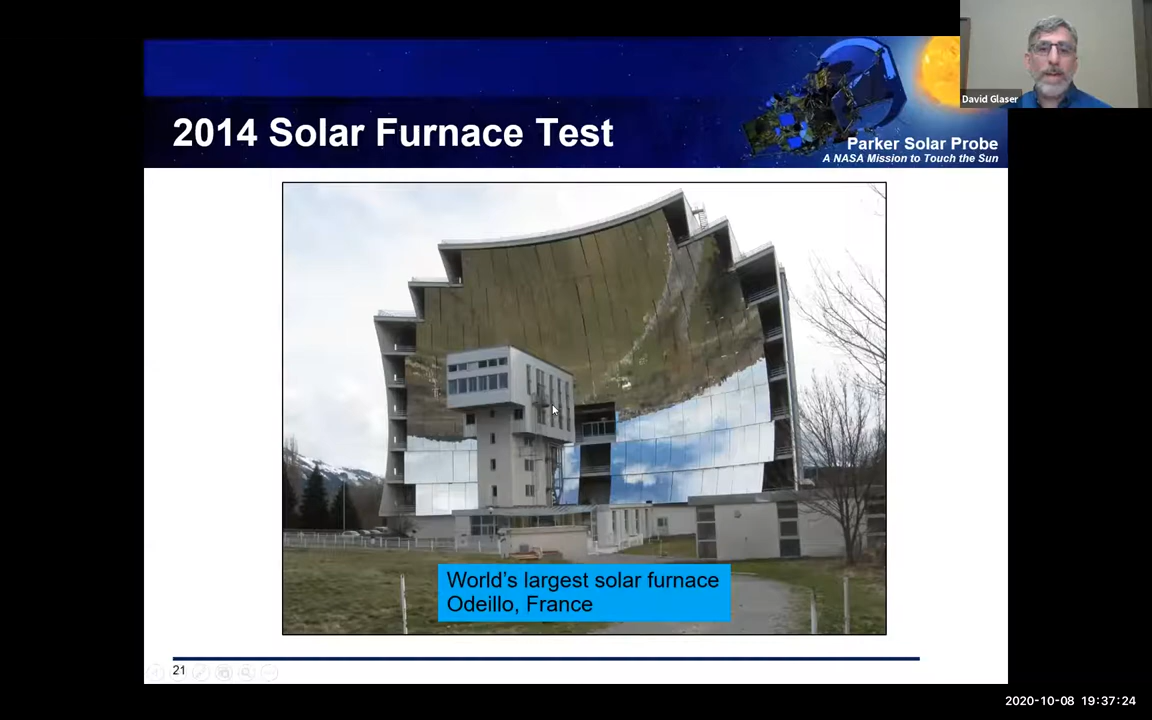 David Glaser
2014 Solar Furnace Test
Parker Solar Probe
A NASA Mission to Touch the Sun
World's largest solar furnace
Odeillo, France
21
2020-10-08 19:37:24